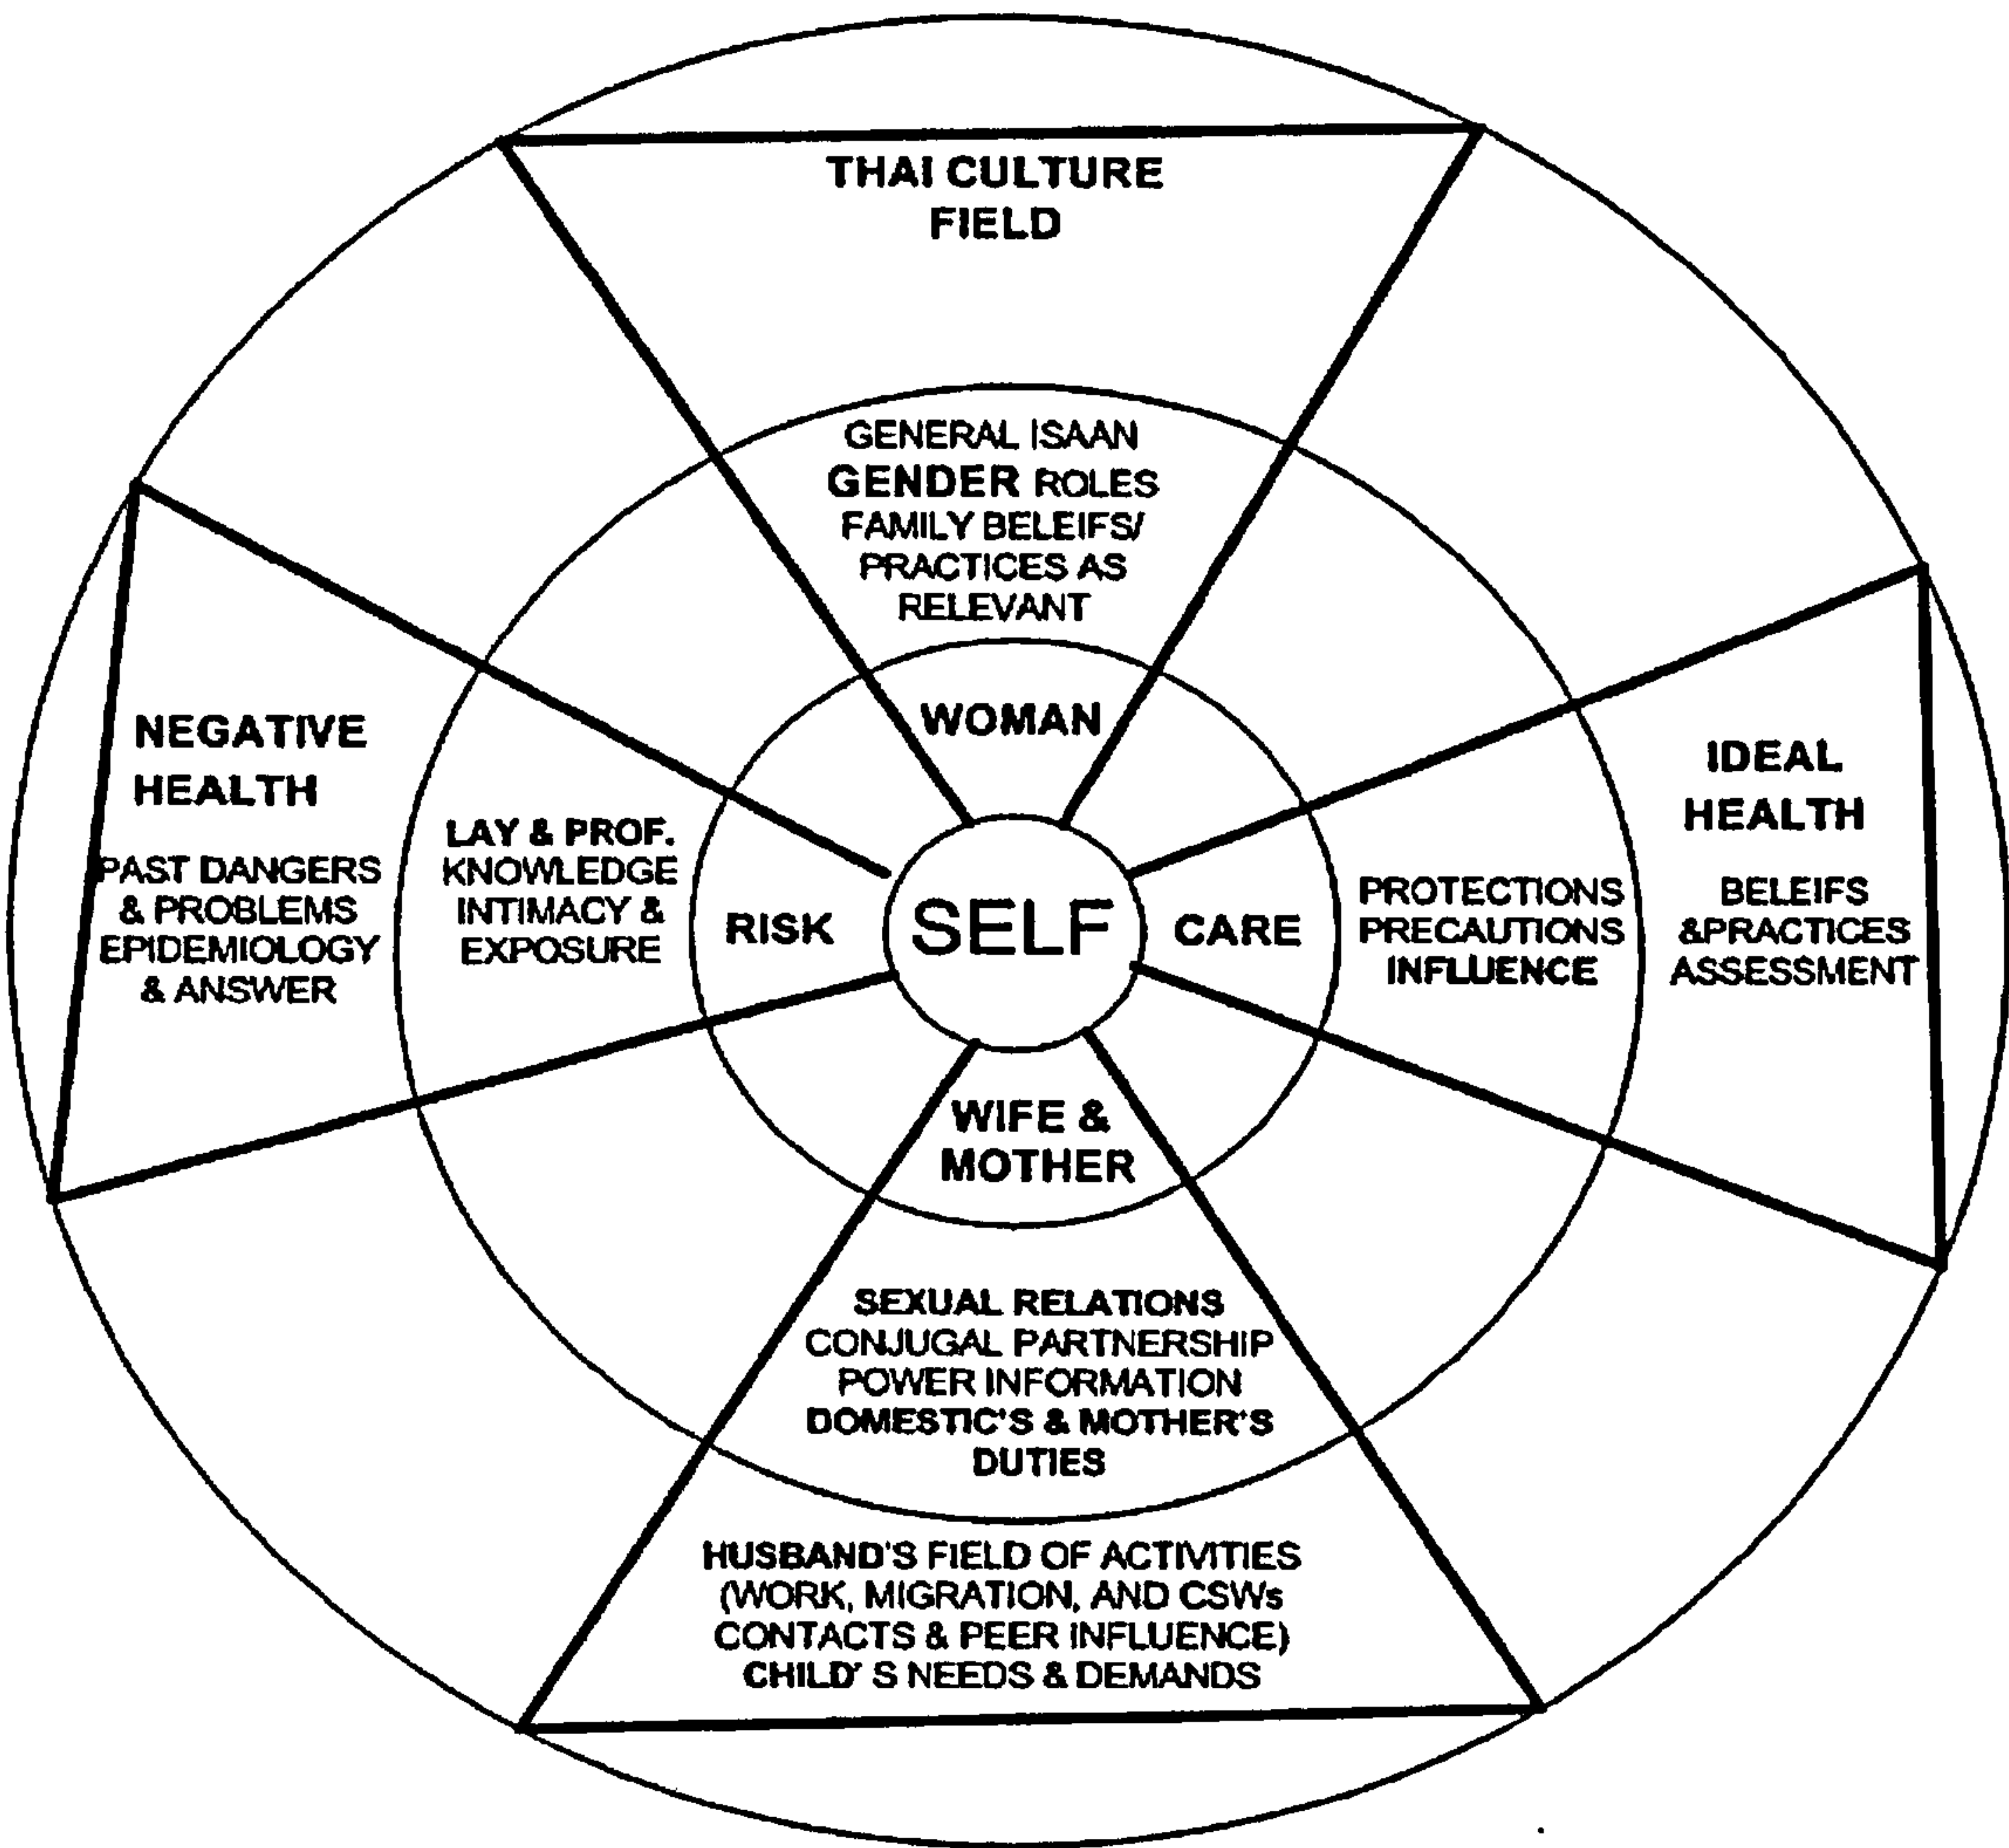 THAI CULTURE
FIELD
GENERAL ISAAN
GENDER ROLES
FAMILY BELEIFS/
PRACTICES AS
RELEVANT
WOMAN
NEGATIVE
HEALTH
PAST DANGERS
& PROBLEMS
EPIDEMIOLOGY
& ANSWER
LAY & PROF.
KNOWLEDGE
INTIMACY &
EXPOSURE
RISK
SELF
CARE
PROTECTIONS
PRECAUTIONS
INFLUENCE
IDEAL
HEALTH
BELEIFS
&PRACTICES
ASSESSMENT
WIFE &
MOTHER
SEXUAL RELATIONS
CONJUGAL PARTNERSHIP
POWER INFORMATION
DOMESTIC'S & MOTHER'S
DUTIES
HUSBAND'S FIELD OF ACTIVITIES
(WORK, MIGRATION, AND CSWs
CONTACTS & PEER INFLUENCE)
CHILD' S NEEDS & DEMANDS